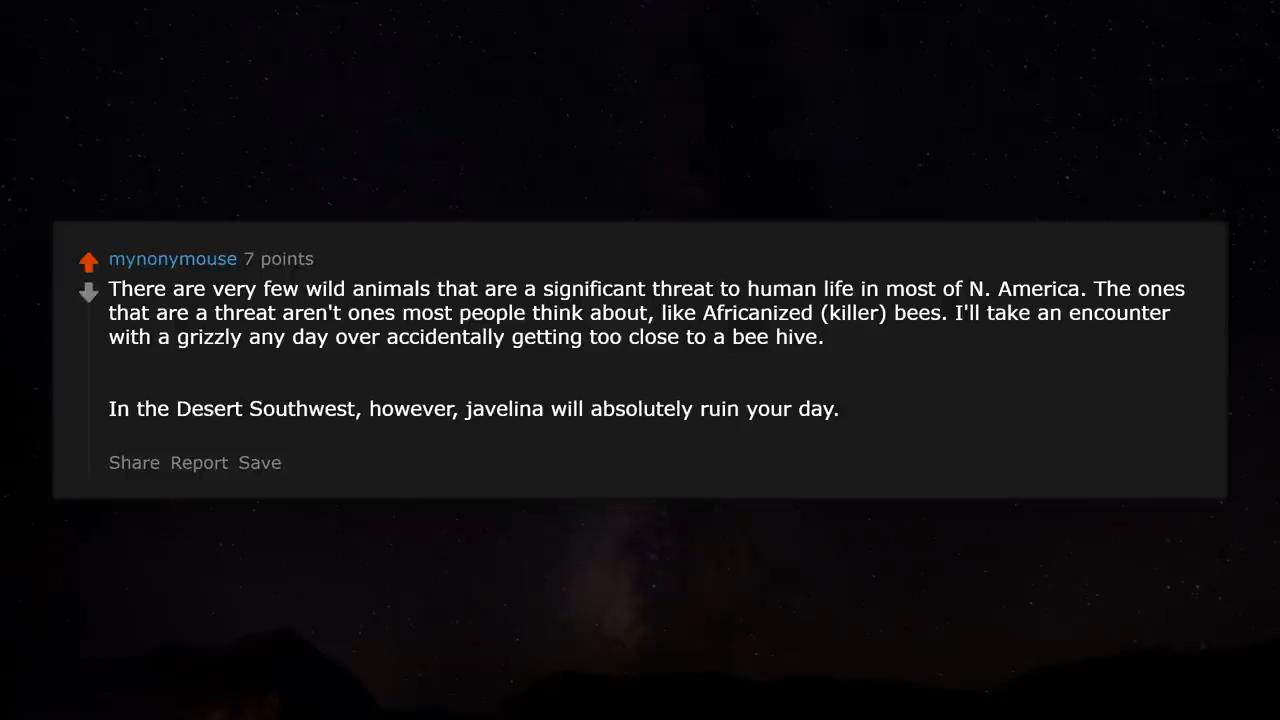 mynonymouse 7 points
There are very few wild animals that are a significant threat to human life in most of N. America. The ones
that are a threat aren't ones most people think about, like Africanized (killer) bees. I'll take an encounter
with a grizzly any day over accidentally getting too close to a bee hive.
In the Desert Southwest, however, javelina will absolutely ruin your day.
Share Report Save